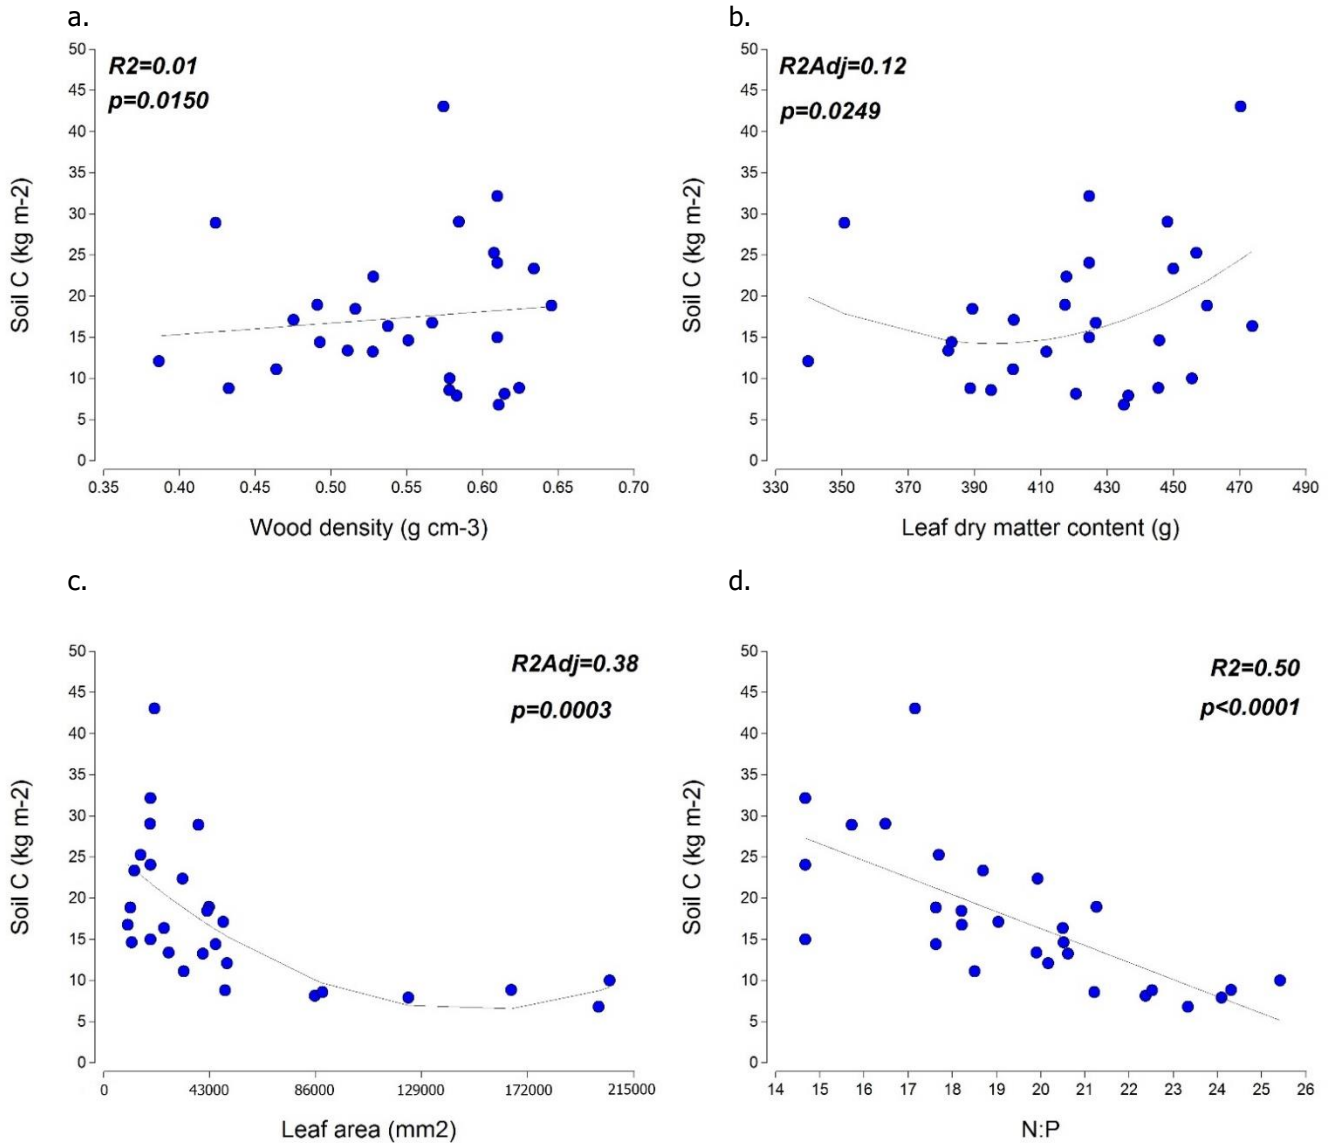 a.
R2=0.01
p=0.0150
50
45
40
35
30
25
20
15
10
5
0
Soil C (kg m-2)
0.35 0.40 0.45 0.50 0.55 0.60 0.65 0.70
Wood density (g cm-3)
b.
R2Adj=0.12
p=0.0249
50
45
40
35
30
25
20
15
10
5
0
Soil C (kg m-2)
330 350 370 390 410 430 450 470 490
Leaf dry matter content (g)
c.
R2Adj=0.38
p=0.0003
50
45
40
35
30
25
20
15
10
5
0
Soil C (kg m-2)
0 43000 86000 129000 172000 215000
Leaf area (mm2)
d.
R2=0.50
p<0.0001
50
45
40
35
30
25
20
15
10
5
0
Soil C (kg m-2)
14 15 16 17 18 19 20 21 22 23 24 25 26
N:P